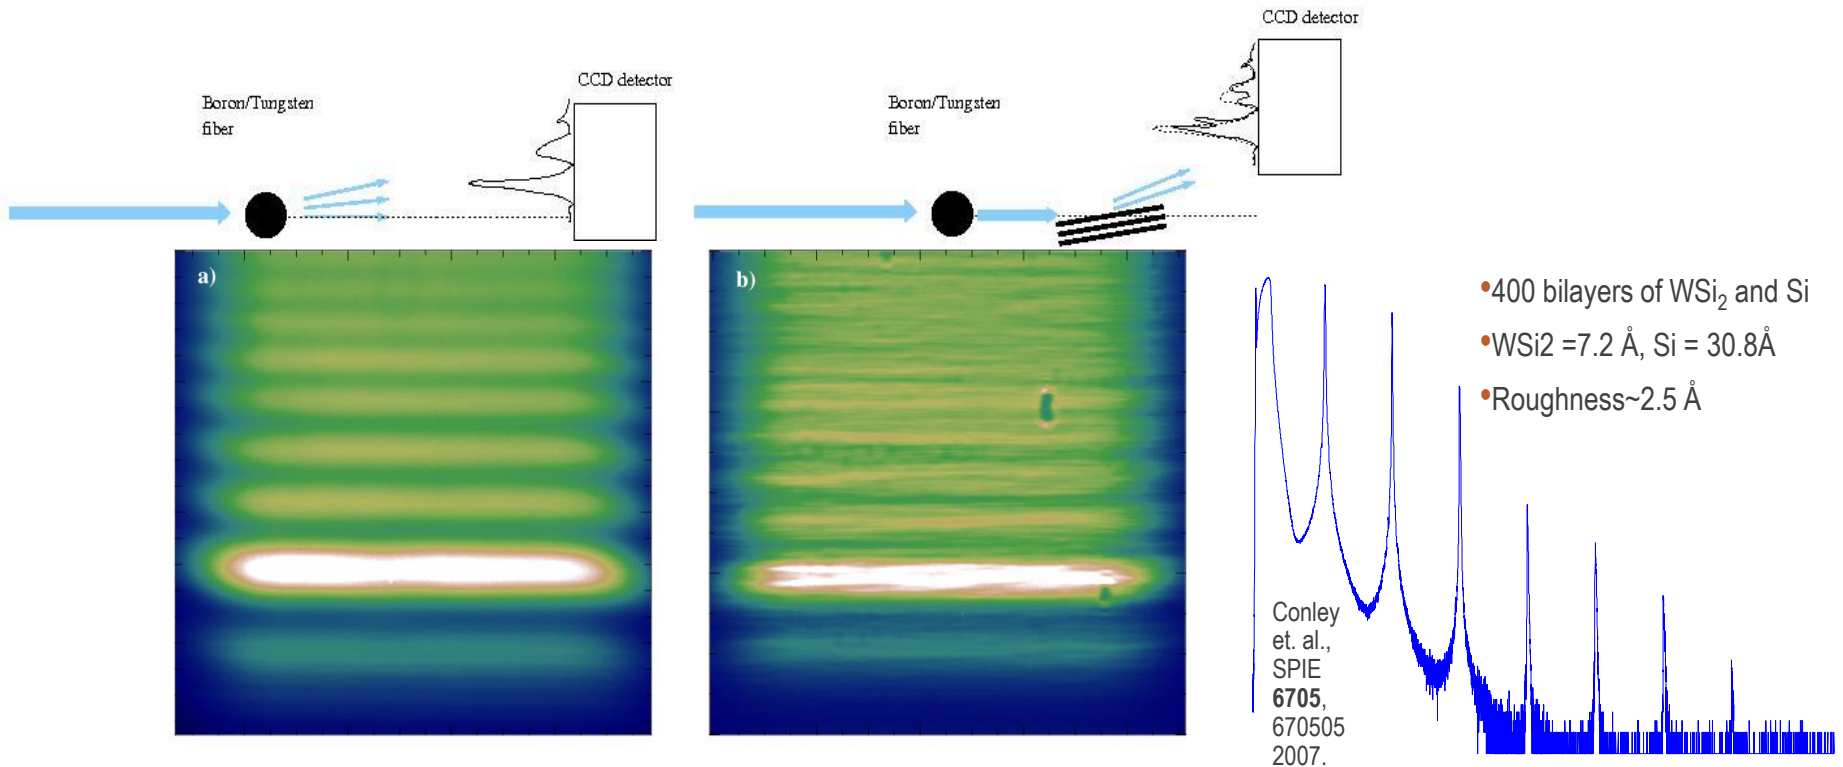 CCD detector
CCD detector
Boron/Tungsten
fiber
Boron/Tungsten
fiber
a)
b)
•400 bilayers of WSi₂ and Si
•WSi2 =7.2 Å, Si = 30.8Å
•Roughness~2.5 Å
Conley
et. al.,
SPIE
6705,
670505
2007.